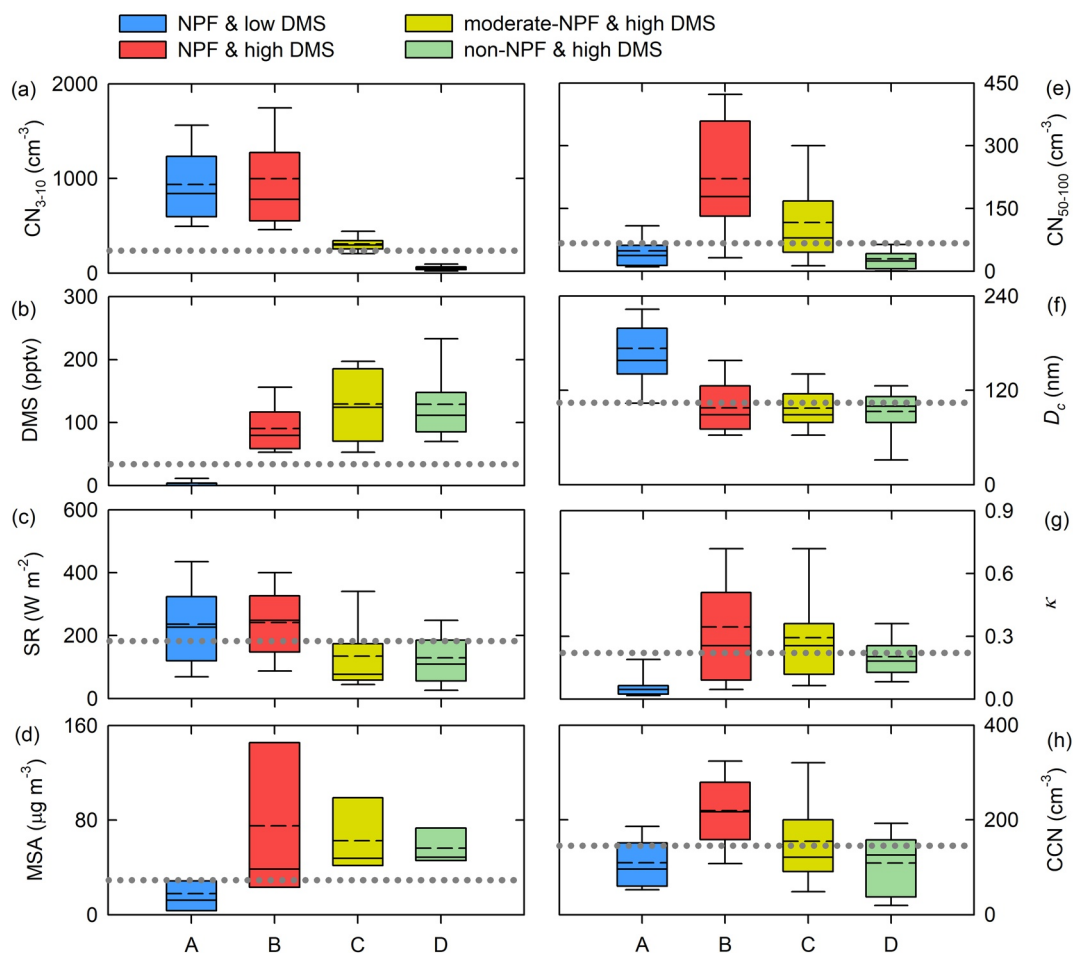 NPF & low DMS
moderate-NPF & high DMS
NPF & high DMS
non-NPF & high DMS
(a)
CN3-10 (cm-3)
2000
1000
0
(b)
DMS (pptv)
300
200
100
0
(c)
SR (W m-2)
600
400
200
0
(d)
MSA (μg m-3)
160
80
0
A B C D
(e)
CN50-100 (cm-3)
450
300
150
0
(f)
Dc (nm)
240
120
0
(g)
κ
0.9
0.6
0.3
0.0
(h)
CCN (cm-3)
400
200
0
A B C D